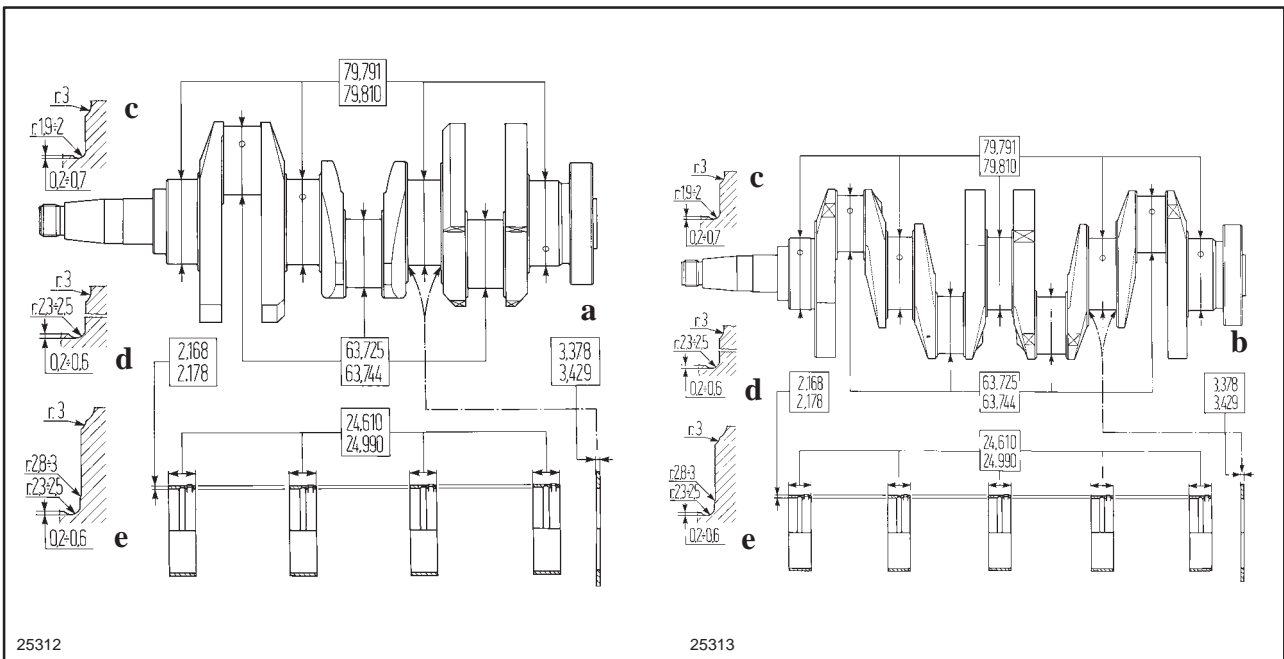 79,791
79,810
r.3
c
r.1,9÷2
0,2÷0,7
r.3
r.2,3÷2,5
0,2÷0,6
d
a
2,168
2,178
63,725
63,744
3,378
3,429
24,610
24,990
r.3
r.2,8÷3
r.2,3÷2,5
0,2÷0,6
e
25312
79,791
79,810
r.3
c
r.1,9÷2
0,2÷0,7
r.3
r.2,3÷2,5
0,2÷0,6
d
b
2,168
2,178
63,725
63,744
3,378
3,429
24,610
24,990
r.3
r.2,8÷3
r.2,3÷2,5
0,2÷0,6
e
25313